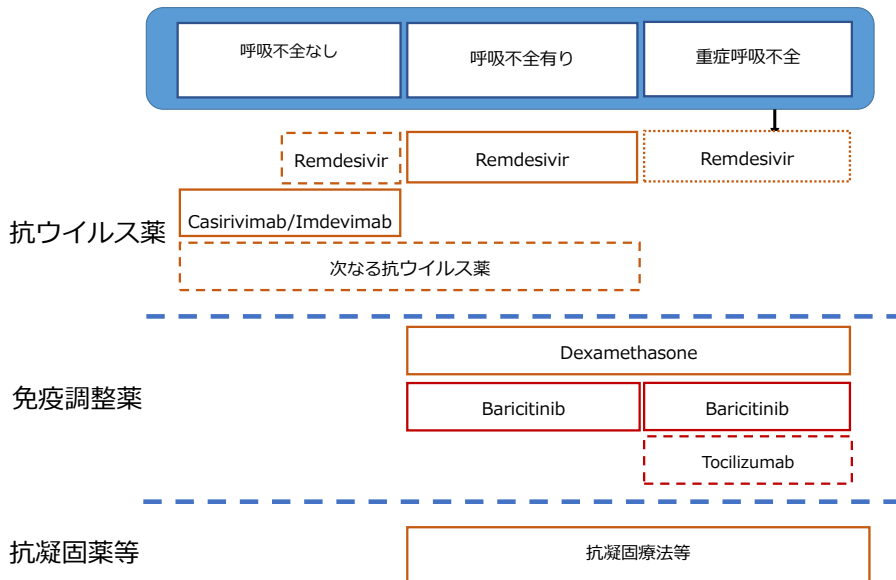 呼吸不全なし
呼吸不全有り
重症呼吸不全
Remdesivir
Remdesivir
Remdesivir
抗ウイルス薬
Casirivimab/Imdevimab
次なる抗ウイルス薬
Dexamethasone
免疫調整薬
Baricitinib
Baricitinib
Tocilizumab
抗凝固薬等
抗凝固療法等